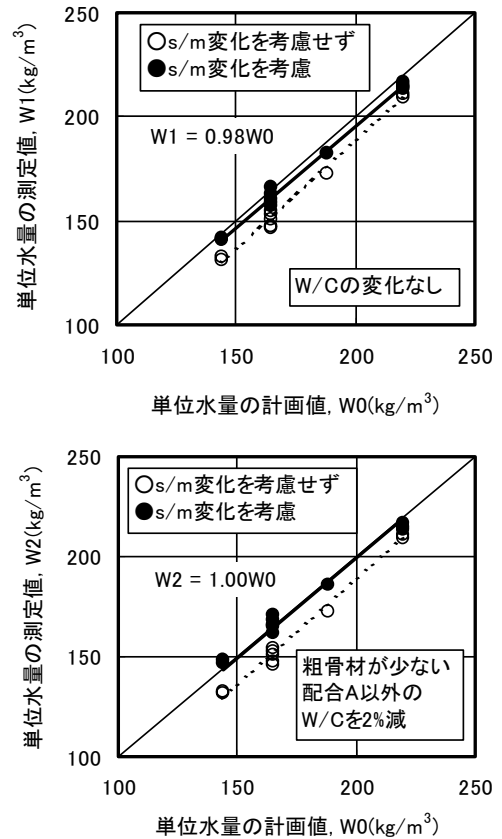 250
○s/m変化を考慮せず
●s/m変化を考慮
200
W1 = 0.98W0
150
W/Cの変化なし
100
100 150 200 250
単位水量の測定値, W1(kg/m³)
単位水量の計画値, W0(kg/m³)
250
○s/m変化を考慮せず
●s/m変化を考慮
200
W2 = 1.00W0
150
粗骨材が少ない
配合A以外の
W/Cを2%減
100
100 150 200 250
単位水量の測定値, W2(kg/m³)
単位水量の計画値, W0(kg/m³)